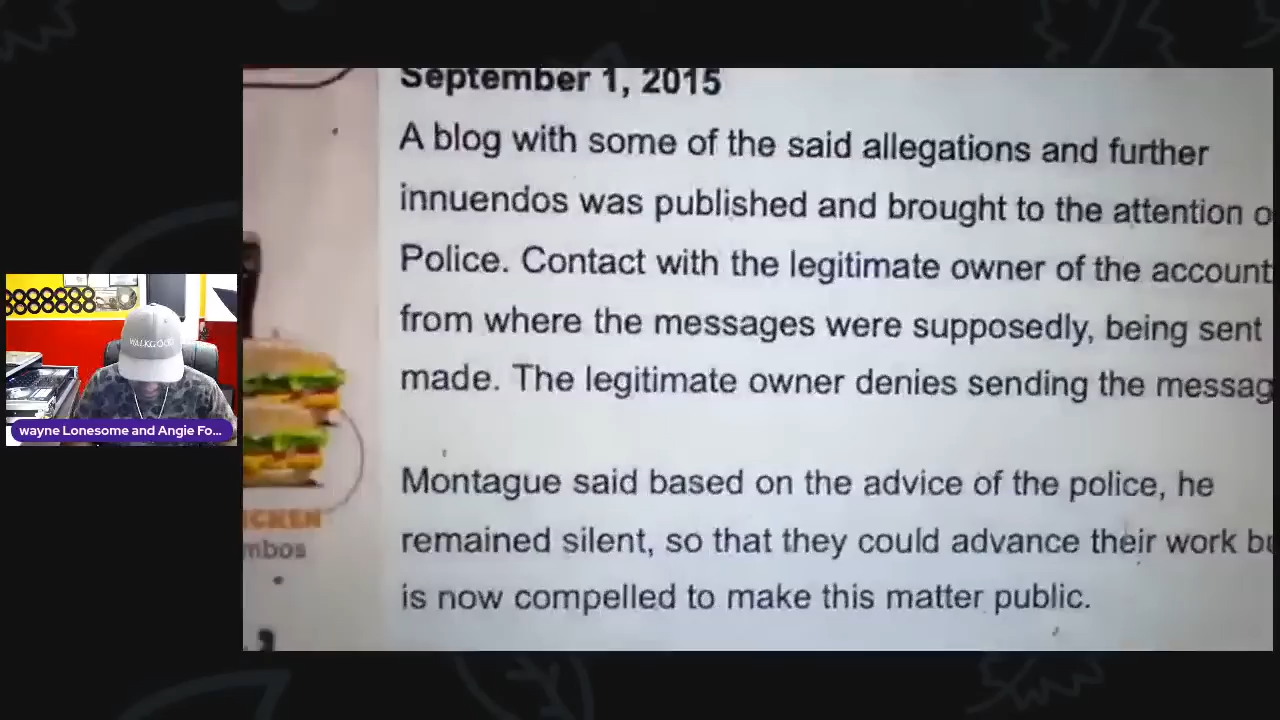 September 1, 2015
A blog with some of the said allegations and further
innuendos was published and brought to the attention
Police. Contact with the legitimate owner of the account
from where the messages were supposedly, being sent
made. The legitimate owner denies sending the messag
Montague said based on the advice of the police, he
remained silent, so that they could advance their work
is now compelled to make this matter public.
ICKEN
mbos
WALKGOOD
wayne Lonesome and Angie Fo...